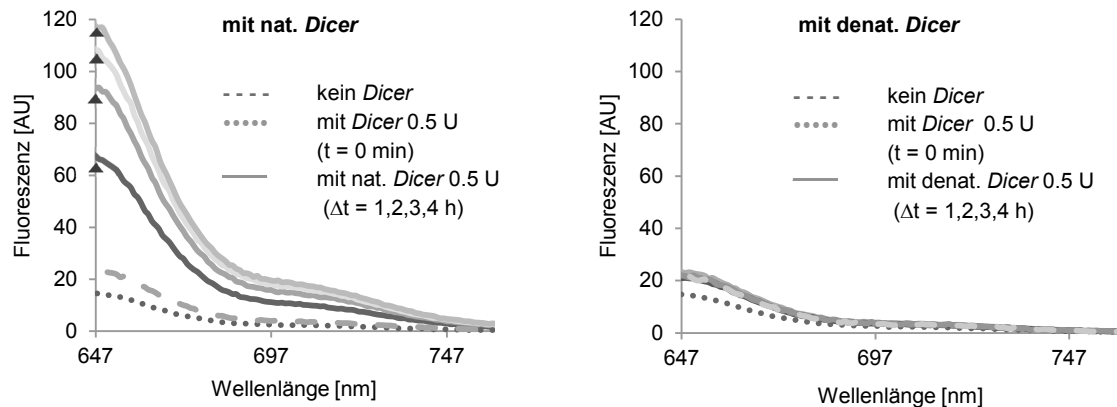 mit nat. Dicer
120
100
80
60
40
20
0
Fluoreszenz [AU]
kein Dicer
mit Dicer 0.5 U
(t = 0 min)
mit nat. Dicer 0.5 U
(Δt = 1,2,3,4 h)
647
697
747
Wellenlänge [nm]
mit denat. Dicer
120
100
80
60
40
20
0
Fluoreszenz [AU]
kein Dicer
mit Dicer 0.5 U
(t = 0 min)
mit denat. Dicer 0.5 U
(Δt = 1,2,3,4 h)
647
697
747
Wellenlänge [nm]